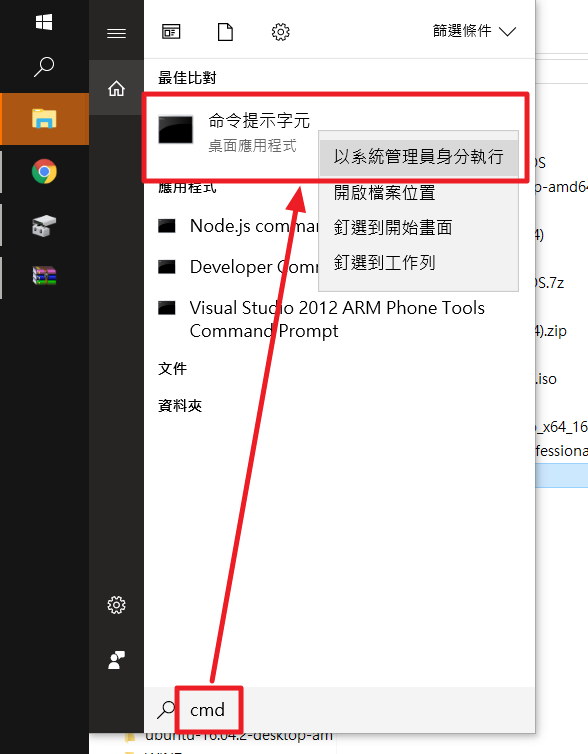 篩選條件
最佳比對
命令提示字元
桌面應用程式
以系統管理員身分執行
開啟檔案位置
釘選到開始畫面
釘選到工作列
應用程式
Node.js comma
Developer Com
Visual Studio 2012 ARM Phone Tools
Command Prompt
文件
資料夾
OS
o-amd64
4)
OS.7z
4).zip
.iso
_x64_16
fessiona
cmd
ubuntu-16.04.2-desktop-am